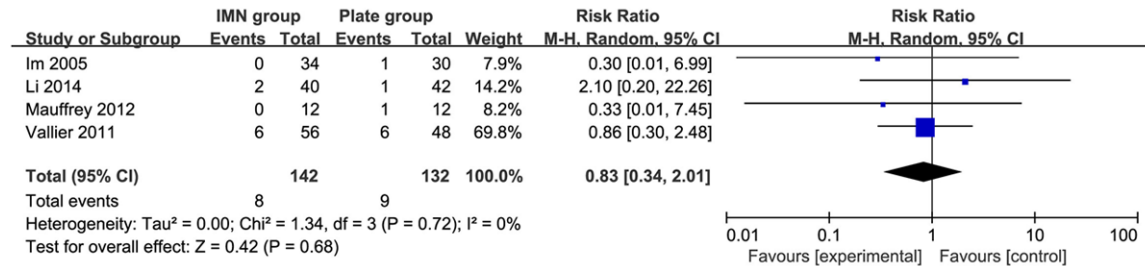 IMN group Plate group Risk Ratio Risk Ratio
Study or Subgroup Events Total Events Total Weight M-H, Random, 95% CI M-H, Random, 95% CI
Im 2005 0 34 1 30 7.9% 0.30 [0.01, 6.99]
Li 2014 2 40 1 42 14.2% 2.10 [0.20, 22.26]
Mauffrey 2012 0 12 1 12 8.2% 0.33 [0.01, 7.45]
Vallier 2011 6 56 6 48 69.8% 0.86 [0.30, 2.48]
Total (95% CI) 142 132 100.0% 0.83 [0.34, 2.01]
Total events 8 9
Heterogeneity: Tau² = 0.00; Chi² = 1.34, df = 3 (P = 0.72); I² = 0%
Test for overall effect: Z = 0.42 (P = 0.68)
0.01 0.1 1 10 100
Favours [experimental] Favours [control]